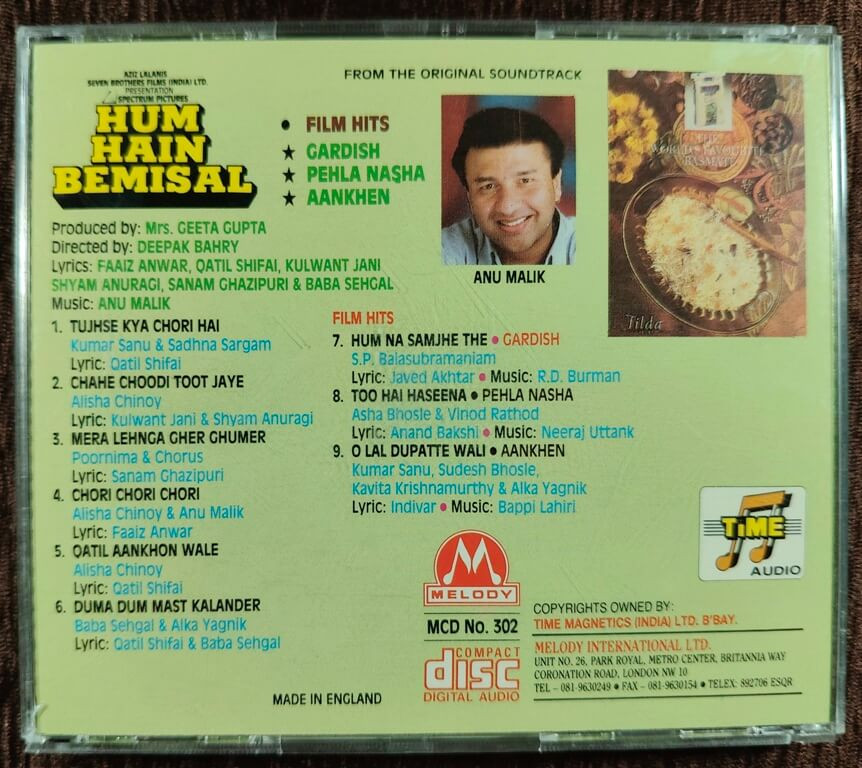 AZIZ LALANIS
SEVEN BROTHERS FILMS (INDIA) LTD.
PRESENTATION
SPECTRUM PICTURES
HUM
HAIN
BEMISAL
FROM THE ORIGINAL SOUNDTRACK
● FILM HITS
★ GARDISH
★ PEHLA NASHA
★ AANKHEN
ANU MALIK
THE
WORLD'S FAVOURITE
BASMATI
Tilda
Produced by: Mrs. GEETA GUPTA
Directed by: DEEPAK BAHRY
Lyrics: FAAIZ ANWAR, QATIL SHIFAI, KULWANT JANI
SHYAM ANURAGI, SANAM GHAZIPURI & BABA SEHGAL
Music: ANU MALIK
1. TUJHSE KYA CHORI HAI
Kumar Sanu & Sadhna Sargam
Lyric: Qatil Shifai
2. CHAHE CHOODI TOOT JAYE
Alisha Chinoy
Lyric: Kulwant Jani & Shyam Anuragi
3. MERA LEHNGA GHER GHUMER
Poornima & Chorus
Lyric: Sanam Ghazipuri
4. CHORI CHORI CHORI
Alisha Chinoy & Anu Malik
Lyric: Faaiz Anwar
5. QATIL AANKHON WALE
Alisha Chinoy
Lyric: Qatil Shifai
6. DUMA DUM MAST KALANDER
Baba Sehgal & Alka Yagnik
Lyric: Qatil Shifai & Baba Sehgal
FILM HITS
7. HUM NA SAMJHE THE ● GARDISH
S.P. Balasubramaniam
Lyric: Javed Akhtar ● Music: R.D. Burman
8. TOO HAI HASEENA ● PEHLA NASHA
Asha Bhosle & Vinod Rathod
Lyric: Anand Bakshi ● Music: Neeraj Uttank
9. O LAL DUPATTE WALI ● AANKHEN
Kumar Sanu, Sudesh Bhosle,
Kavita Krishnamurthy & Alka Yagnik
Lyric: Indivar ● Music: Bappi Lahiri
TIME
AUDIO
MELODY
MCD No. 302
COMPACT
disc
DIGITAL AUDIO
MADE IN ENGLAND
COPYRIGHTS OWNED BY:
TIME MAGNETICS (INDIA) LTD. B'BAY.
MELODY INTERNATIONAL LTD.
UNIT NO. 26, PARK ROYAL, METRO CENTER, BRITANNIA WAY
CORONATION ROAD, LONDON NW 10
TEL – 081-9630249 ● FAX – 081-9630154 ● TELEX: 892706 ESQR